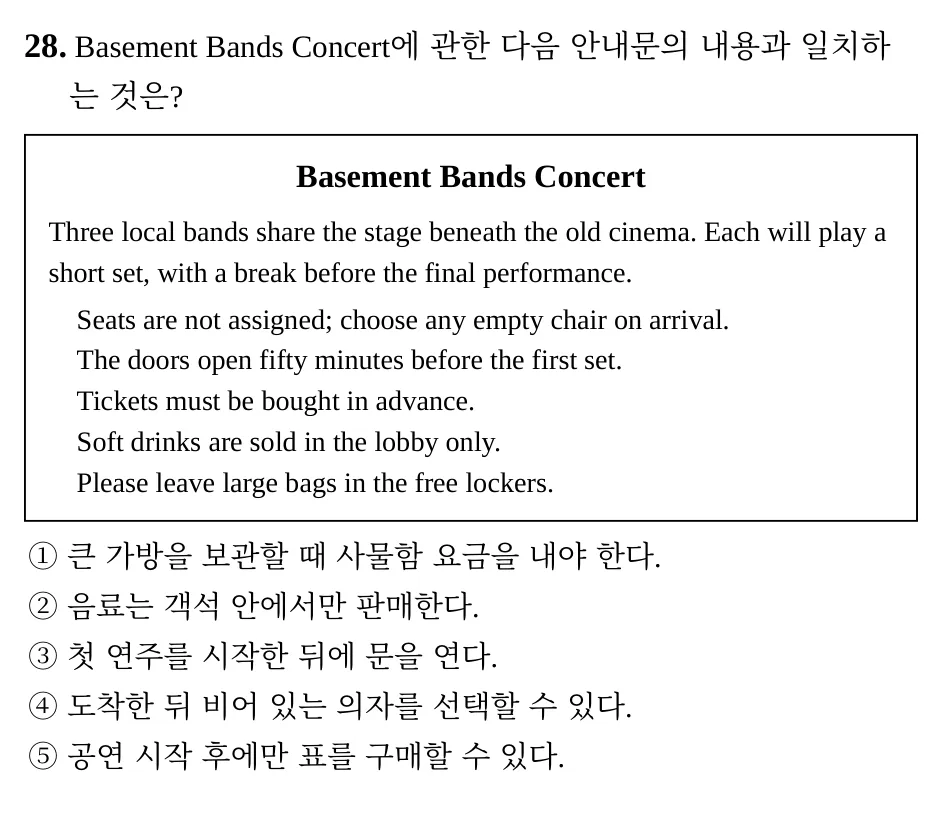 28. Basement Bands Concert에 관한 다음 안내문의 내용과 일치하
는 것은?
Basement Bands Concert
Three local bands share the stage beneath the old cinema. Each will play a
short set, with a break before the final performance.
Seats are not assigned; choose any empty chair on arrival.
The doors open fifty minutes before the first set.
Tickets must be bought in advance.
Soft drinks are sold in the lobby only.
Please leave large bags in the free lockers.
① 큰 가방을 보관할 때 사물함 요금을 내야 한다.
② 음료는 객석 안에서만 판매한다.
③ 첫 연주를 시작한 뒤에 문을 연다.
④ 도착한 뒤 비어 있는 의자를 선택할 수 있다.
⑤ 공연 시작 후에만 표를 구매할 수 있다.